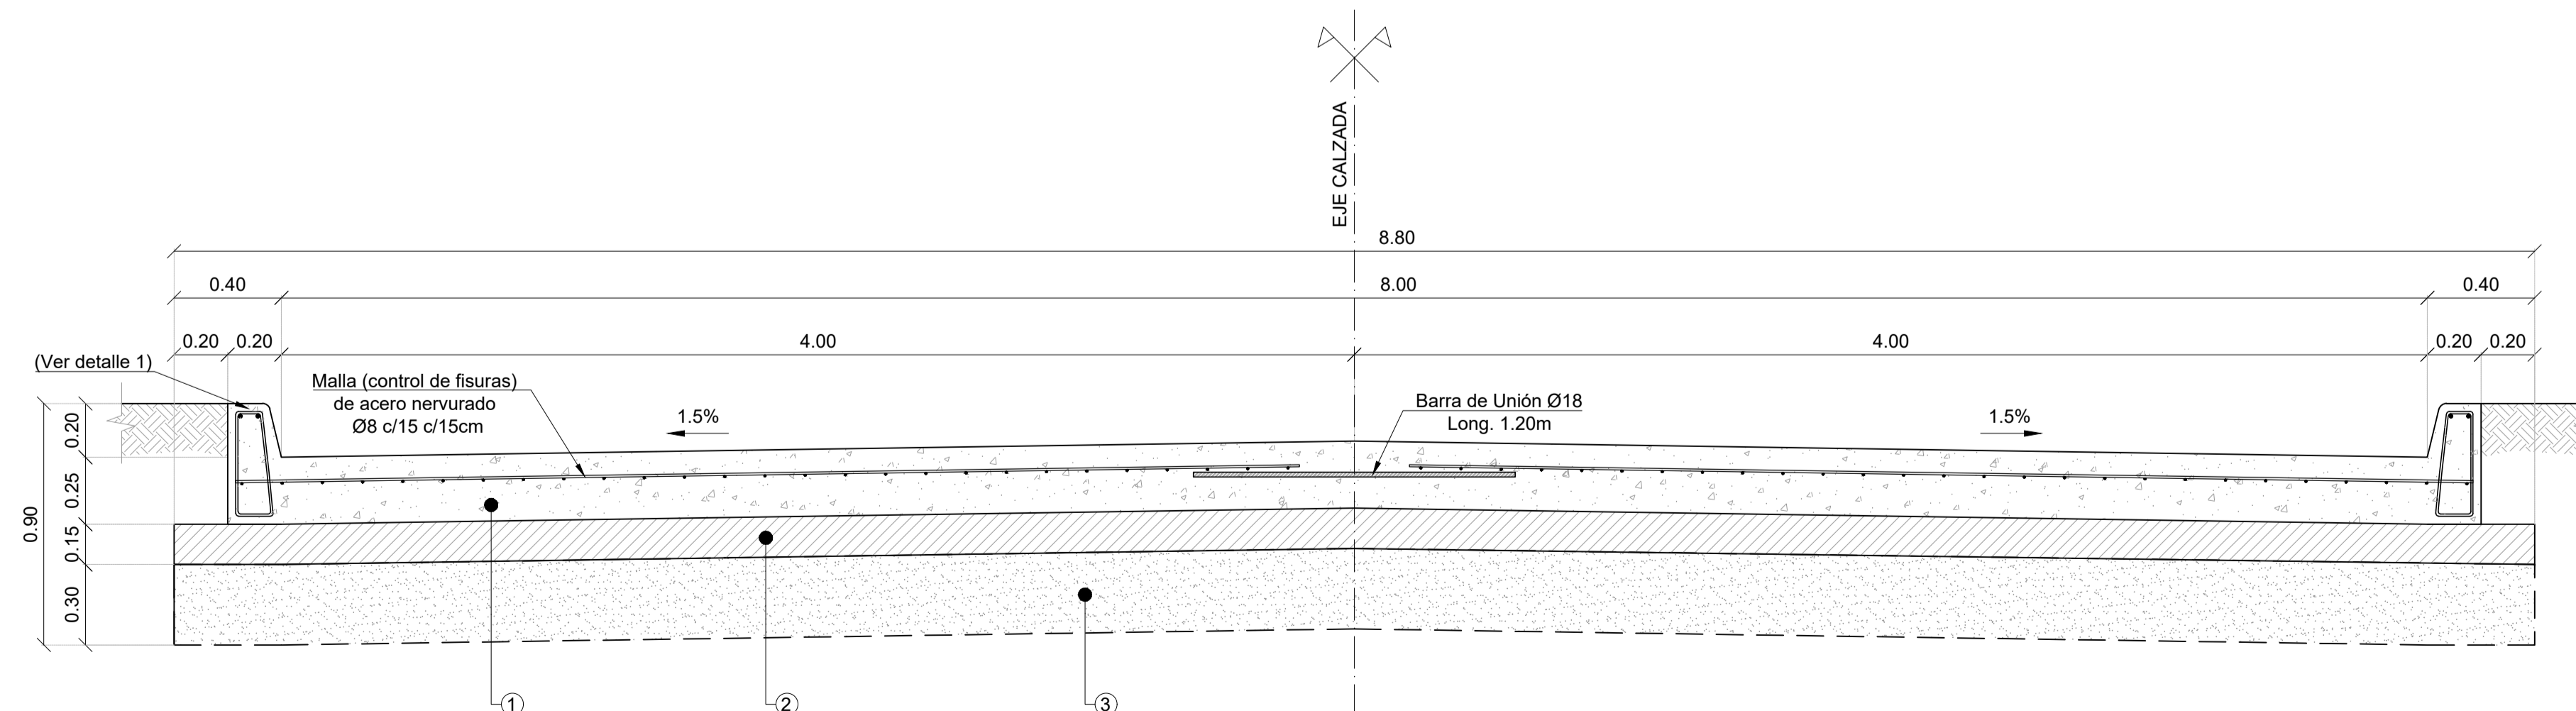 EJE CALZADA
8.80
0.40
8.00
0.40
0.20
0.20
4.00
4.00
0.20
0.20
(Ver detalle 1)
Malla (control de fisuras)
de acero nervurado
Ø8 c/15 c/15cm
1.5%
Barra de Unión Ø18
Long. 1.20m
1.5%
0.90
0.20
0.25
0.15
0.30
1
2
3